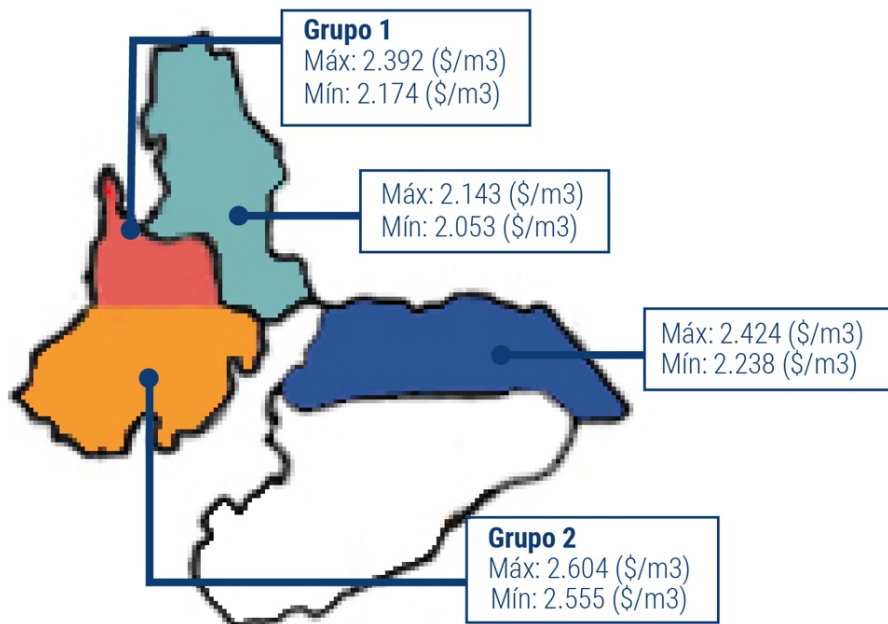 Grupo 1
Máx: 2.392 ($/m3)
Mín: 2.174 ($/m3)
Máx: 2.143 ($/m3)
Mín: 2.053 ($/m3)
Máx: 2.424 ($/m3)
Mín: 2.238 ($/m3)
Grupo 2
Máx: 2.604 ($/m3)
Mín: 2.555 ($/m3)